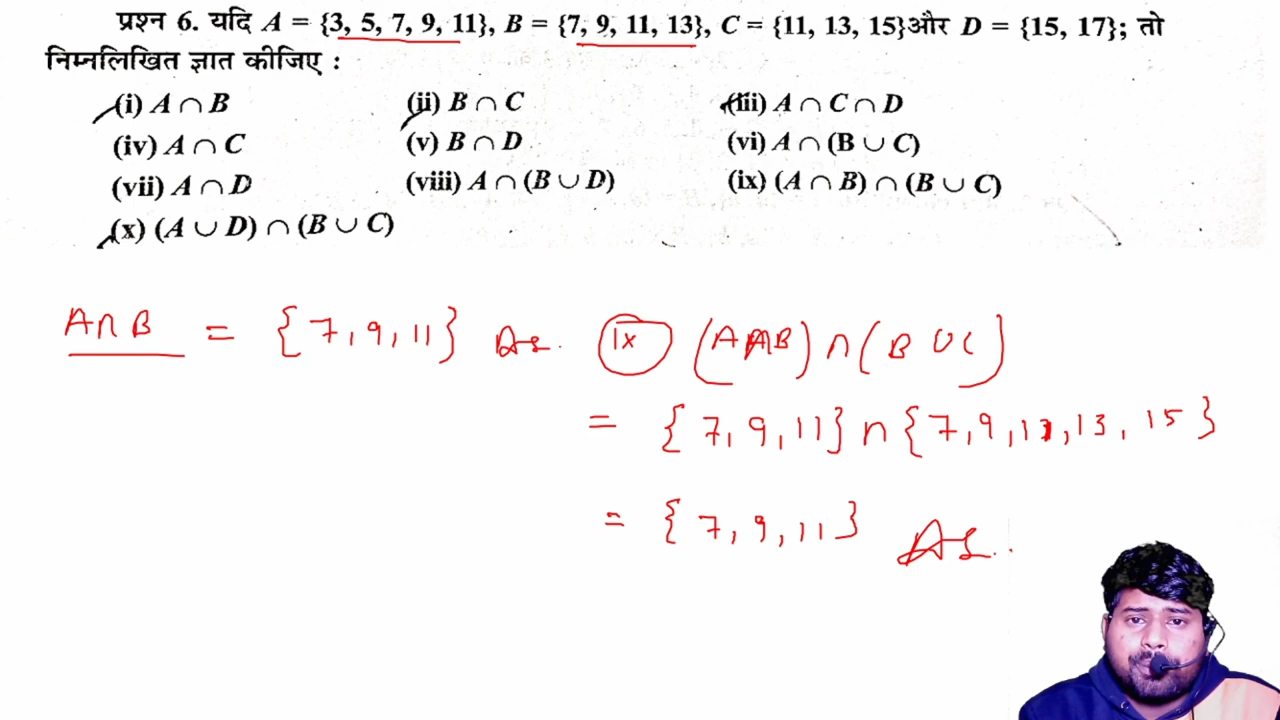 प्रश्न 6. यदि A = {3, 5, 7, 9, 11}, B = {7, 9, 11, 13}, C = {11, 13, 15}और D = {15, 17}; तो
निम्नलिखित ज्ञात कीजिए :
(i) A ∩ B (ii) B ∩ C (iii) A ∩ C ∩ D
(iv) A ∩ C (v) B ∩ D (vi) A ∩ (B ∪ C)
(vii) A ∩ D (viii) A ∩ (B ∪ D) (ix) (A ∩ B) ∩ (B ∪ C)
(x) (A ∪ D) ∩ (B ∪ C)
A∩B = {7, 9, 11} As. ix (A∩B) ∩ (B ∪ C)
= {7, 9, 11} ∩ {7, 9, 11, 13, 15}
= {7, 9, 11} As..